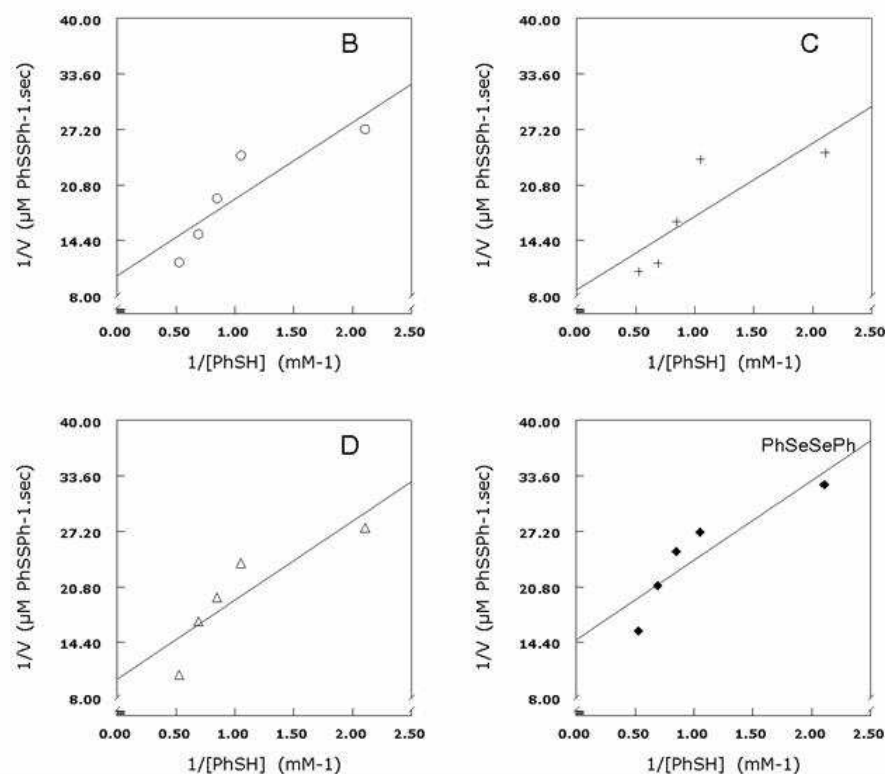 B
40.00
33.60
27.20
20.80
14.40
8.00
1/V (µM PhSSPh-1.sec)
0.00 0.50 1.00 1.50 2.00 2.50
1/[PhSH] (mM-1)
C
40.00
33.60
27.20
20.80
14.40
8.00
1/V (µM PhSSPh-1.sec)
0.00 0.50 1.00 1.50 2.00 2.50
1/[PhSH] (mM-1)
D
40.00
33.60
27.20
20.80
14.40
8.00
1/V (µM PhSSPh-1.sec)
0.00 0.50 1.00 1.50 2.00 2.50
1/[PhSH] (mM-1)
PhSeSePh
40.00
33.60
27.20
20.80
14.40
8.00
1/V (µM PhSSPh-1.sec)
0.00 0.50 1.00 1.50 2.00 2.50
1/[PhSH] (mM-1)